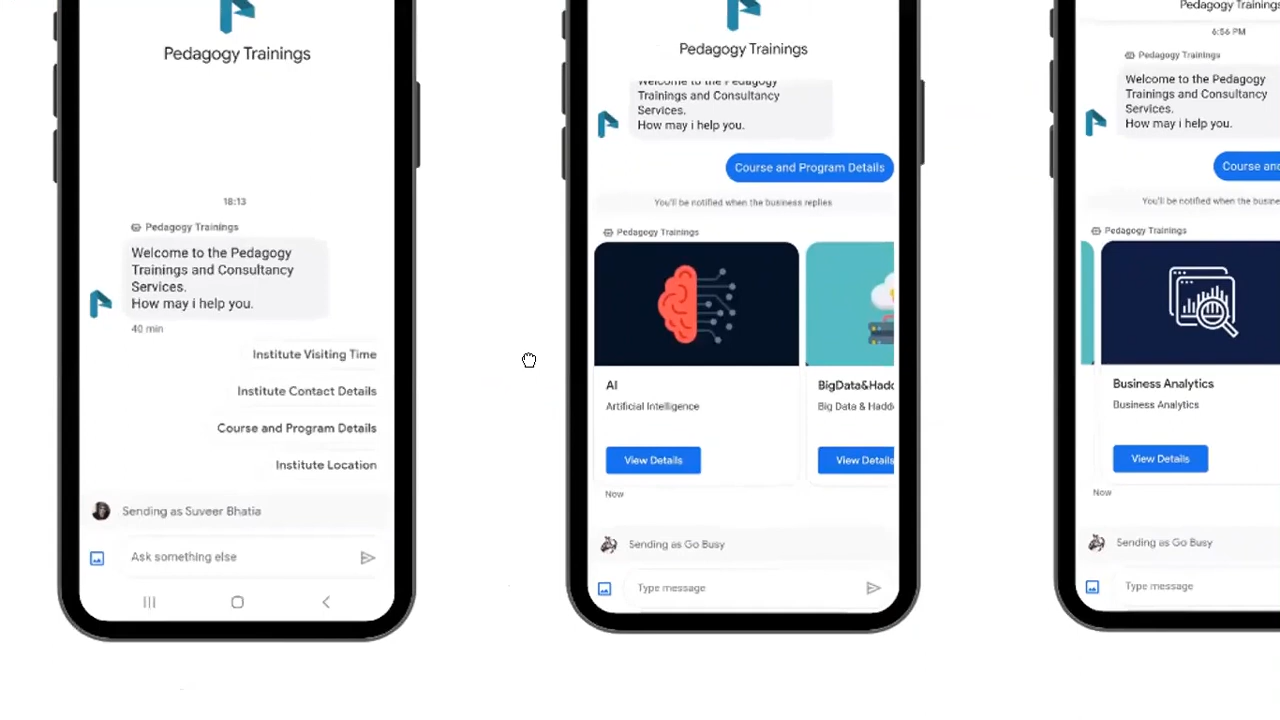 Pedagogy Trainings
18:13
Pedagogy Trainings
Welcome to the Pedagogy
Trainings and Consultancy
Services.
How may i help you.
40 min
Institute Visiting Time
Institute Contact Details
Course and Program Details
Institute Location
Sending as Suveer Bhatia
Ask something else
Pedagogy Trainings
Welcome to the Pedagogy
Trainings and Consultancy
Services.
How may i help you.
Course and Program Details
You'll be notified when the business replies
Pedagogy Trainings
AI
Artificial Intelligence
View Details
BigData&Hado
Big Data & Hado
View Details
Now
Sending as Go Busy
Type message
Pedagogy Trainings
6:56 PM
Pedagogy Trainings
Welcome to the Pedagogy
Trainings and Consultancy
Services.
How may i help you.
Course and
You'll be notified when the busine
Pedagogy Trainings
Business Analytics
Business Analytics
View Details
Now
Sending as Go Busy
Type message